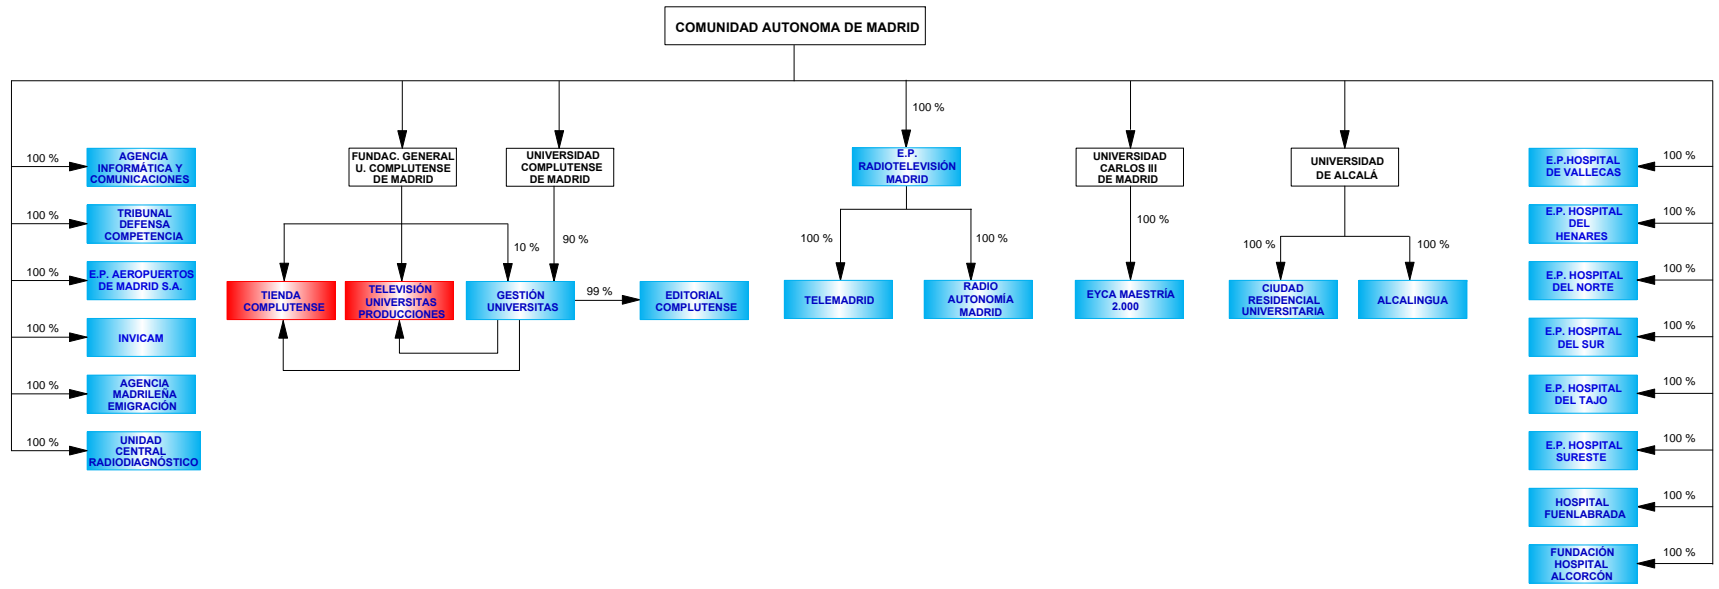 COMUNIDAD AUTONOMA DE MADRID
100 %
100 %
AGENCIA
INFORMÁTICA Y
COMUNICACIONES
100 %
TRIBUNAL
DEFENSA
COMPETENCIA
100 %
E.P. AEROPUERTOS
DE MADRID S.A.
100 %
INVICAM
100 %
AGENCIA
MADRILEÑA
EMIGRACIÓN
100 %
UNIDAD
CENTRAL
RADIODIAGNÓSTICO
FUNDAC. GENERAL
U. COMPLUTENSE
DE MADRID
UNIVERSIDAD
COMPLUTENSE
DE MADRID
10 %
90 %
TIENDA
COMPLUTENSE
TELEVISIÓN
UNIVERSITAS
PRODUCCIONES
GESTIÓN
UNIVERSITAS
99 %
EDITORIAL
COMPLUTENSE
E.P.
RADIOTELEVISIÓN
MADRID
100 %
100 %
TELEMADRID
RADIO
AUTONOMÍA
MADRID
UNIVERSIDAD
CARLOS III
DE MADRID
100 %
EYCA MAESTRÍA
2.000
UNIVERSIDAD
DE ALCALÁ
100 %
100 %
CIUDAD
RESIDENCIAL
UNIVERSITARIA
ALCALINGUA
E.P.HOSPITAL
DE VALLECAS
100 %
E.P. HOSPITAL
DEL
HENARES
100 %
E.P. HOSPITAL
DEL NORTE
100 %
E.P. HOSPITAL
DEL SUR
100 %
E.P. HOSPITAL
DEL TAJO
100 %
E.P. HOSPITAL
SURESTE
100 %
HOSPITAL
FUENLABRADA
100 %
FUNDACIÓN
HOSPITAL
ALCORCÓN
100 %